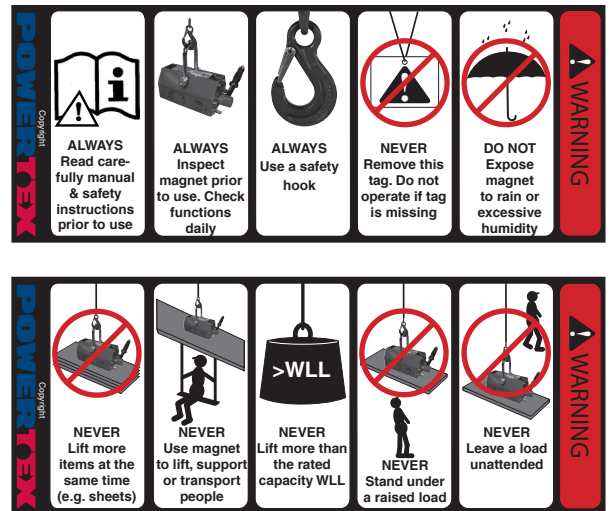 POWERTEX
Copyright
ALWAYS
Read care-
fully manual
& safety
instructions
prior to use
ALWAYS
Inspect
magnet prior
to use. Check
functions
daily
ALWAYS
Use a safety
hook
NEVER
Remove this
tag. Do not
operate if tag
is missing
DO NOT
Expose
magnet
to rain or
excessive
humidity
WARNING
POWERTEX
Copyright
NEVER
Lift more
items at the
same time
(e.g. sheets)
NEVER
Use magnet
to lift, support
or transport
people
>WLL
NEVER
Lift more than
the rated
capacity WLL
NEVER
Stand under
a raised load
NEVER
Leave a load
unattended
WARNING